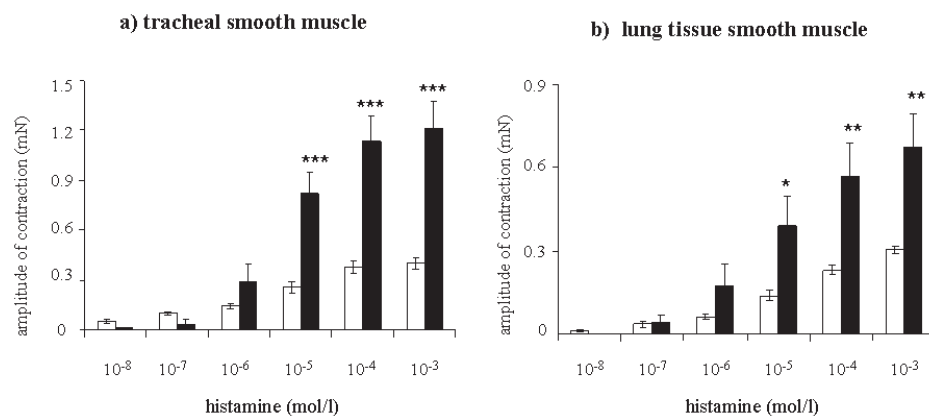 a) tracheal smooth muscle
amplitude of contraction (mN)
1.5
1.2
0.9
0.6
0.3
0
***
***
***
10-8 10-7 10-6 10-5 10-4 10-3
histamine (mol/l)
b) lung tissue smooth muscle
amplitude of contraction (mN)
0.9
0.6
0.3
0
*
**
**
10-8 10-7 10-6 10-5 10-4 10-3
histamine (mol/l)